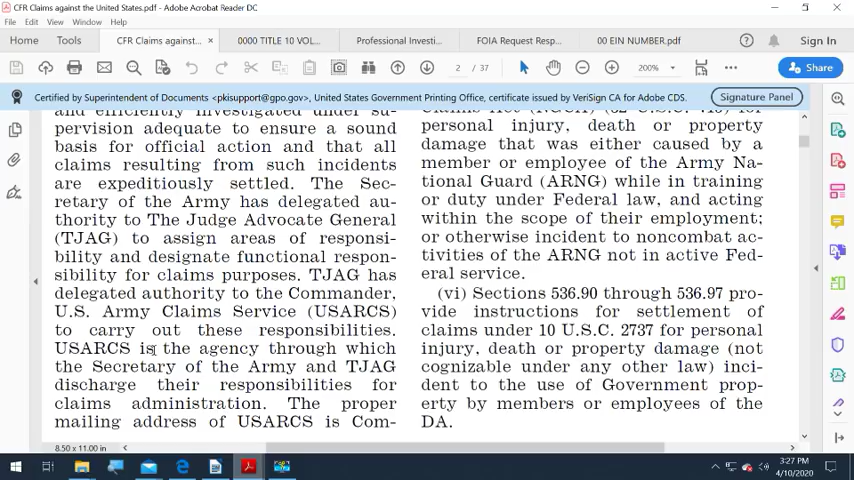 CFR Claims against the United States.pdf - Adobe Acrobat Reader DC
File Edit View Window Help
Home Tools CFR Claims against... × 0000 TITLE 10 VOL... Professional Investi... FOIA Request Resp... 00 EIN NUMBER.pdf Sign In
2 / 37 200% Share
Certified by Superintendent of Documents <pkisupport@gpo.gov>, United States Government Printing Office, certificate issued by VeriSign CA for Adobe CDS. Signature Panel
and efficiently investigated under su-
pervision adequate to ensure a sound
basis for official action and that all
claims resulting from such incidents
are expeditiously settled. The Sec-
retary of the Army has delegated au-
thority to The Judge Advocate General
(TJAG) to assign areas of responsi-
bility and designate functional respon-
sibility for claims purposes. TJAG has
delegated authority to the Commander,
U.S. Army Claims Service (USARCS)
to carry out these responsibilities.
USARCS is the agency through which
the Secretary of the Army and TJAG
discharge their responsibilities for
claims administration. The proper
mailing address of USARCS is Com-
personal injury, death or property
damage that was either caused by a
member or employee of the Army Na-
tional Guard (ARNG) while in training
or duty under Federal law, and acting
within the scope of their employment;
or otherwise incident to noncombat ac-
tivities of the ARNG not in active Fed-
eral service.
(vi) Sections 536.90 through 536.97 pro-
vide instructions for settlement of
claims under 10 U.S.C. 2737 for personal
injury, death or property damage (not
cognizable under any other law) inci-
dent to the use of Government prop-
erty by members or employees of the
DA.
8.50 x 11.00 in
3:27 PM
4/10/2020